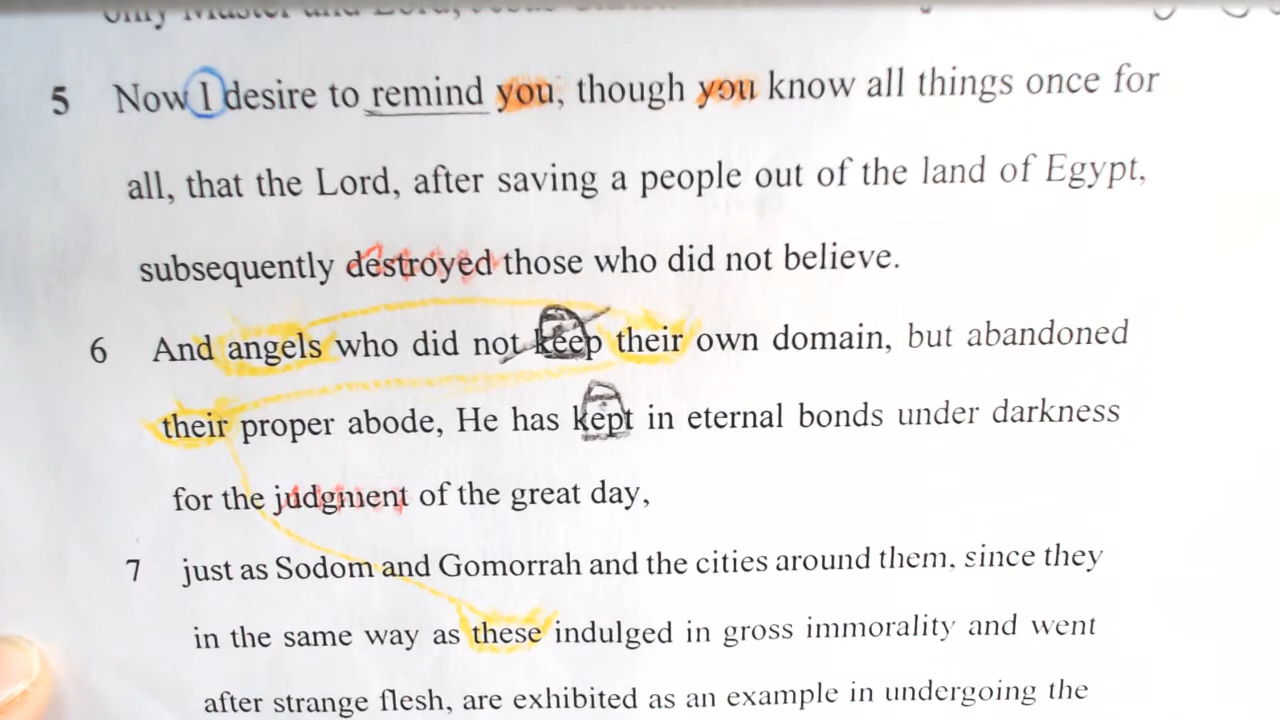 only Master and Lord, Jesus
5 Now I desire to remind you, though you know all things once for
all, that the Lord, after saving a people out of the land of Egypt,
subsequently destroyed those who did not believe.
6 And angels who did not keep their own domain, but abandoned
their proper abode, He has kept in eternal bonds under darkness
for the judgment of the great day,
7 just as Sodom and Gomorrah and the cities around them, since they
in the same way as these indulged in gross immorality and went
after strange flesh, are exhibited as an example in undergoing the